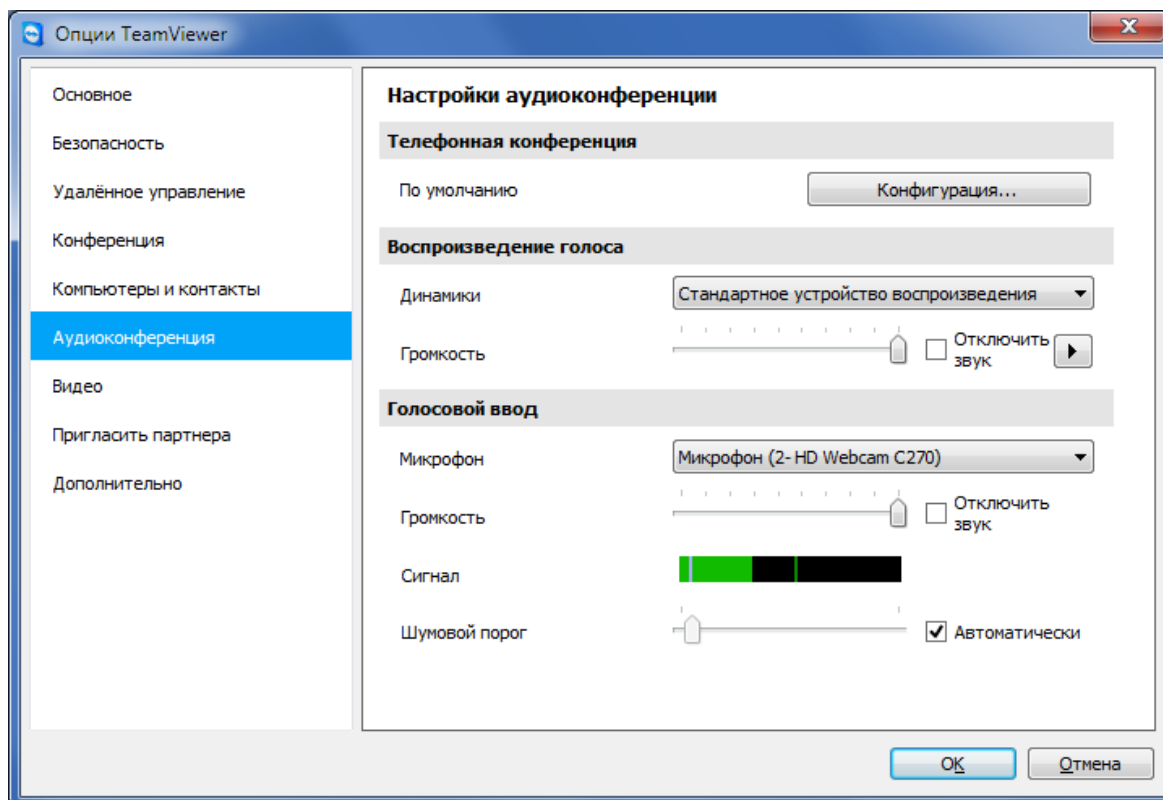 Опции TeamViewer
Основное
Безопасность
Удалённое управление
Конференция
Компьютеры и контакты
Аудиоконференция
Видео
Пригласить партнера
Дополнительно
Настройки аудиоконференции
Телефонная конференция
По умолчанию
Конфигурация...
Воспроизведение голоса
Динамики
Стандартное устройство воспроизведения
Громкость
Отключить
звук
Голосовой ввод
Микрофон
Микрофон (2- HD Webcam C270)
Громкость
Отключить
звук
Сигнал
Шумовой порог
Автоматически
OK
Отмена